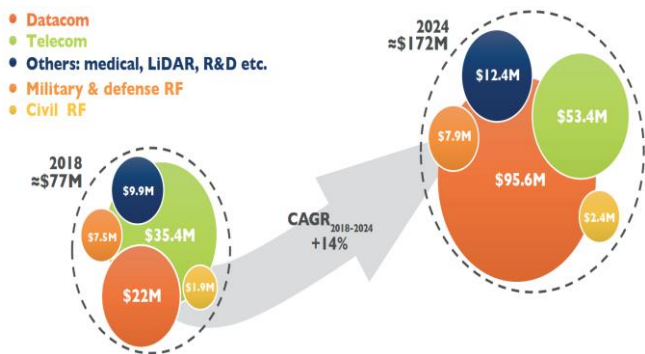 Datacom
Telecom
Others: medical, LiDAR, R&D etc.
Military & defense RF
Civil RF
2018
≈$77M
$9.9M
$7.5M
$35.4M
$22M
$1.9M
CAGR2018-2024
+14%
2024
≈$172M
$12.4M
$7.9M
$53.4M
$95.6M
$2.4M